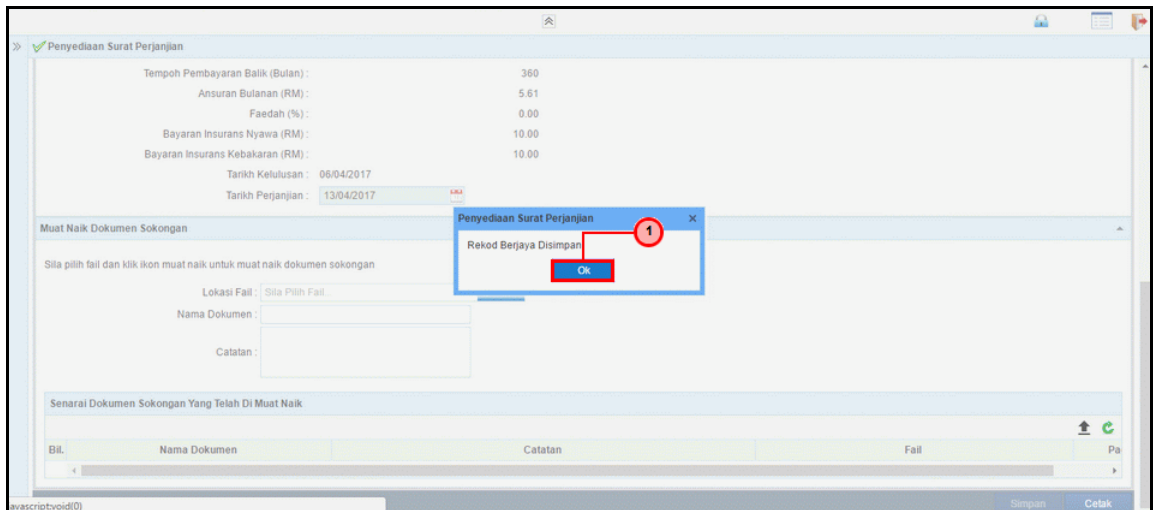 Penyediaan Surat Perjanjian
Tempoh Pembayaran Balik (Bulan) : 360
Ansuran Bulanan (RM) : 5.61
Faedah (%) : 0.00
Bayaran Insurans Nyawa (RM) : 10.00
Bayaran Insurans Kebakaran (RM) : 10.00
Tarikh Kelulusan : 06/04/2017
Tarikh Perjanjian : 13/04/2017
Penyediaan Surat Perjanjian x
1
Rekod Berjaya Disimpan
Ok
Muat Naik Dokumen Sokongan
Sila pilih fail dan klik ikon muat naik untuk muat naik dokumen sokongan
Lokasi Fail : Sila Pilih Fail...
Nama Dokumen :
Catatan :
Senarai Dokumen Sokongan Yang Telah Di Muat Naik
Bil. Nama Dokumen Catatan Fail Pa
avascript:void(0) Simpan Cetak